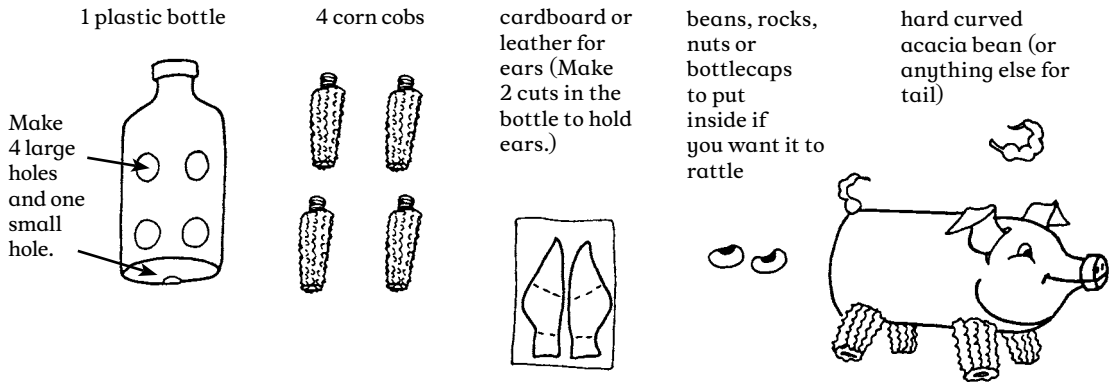 1 plastic bottle
Make
4 large
holes
and one
small
hole.
4 corn cobs
cardboard or
leather for
ears (Make
2 cuts in the
bottle to hold
ears.)
beans, rocks,
nuts or
bottlecaps
to put
inside if
you want it to
rattle
hard curved
acacia bean (or
anything else for
tail)